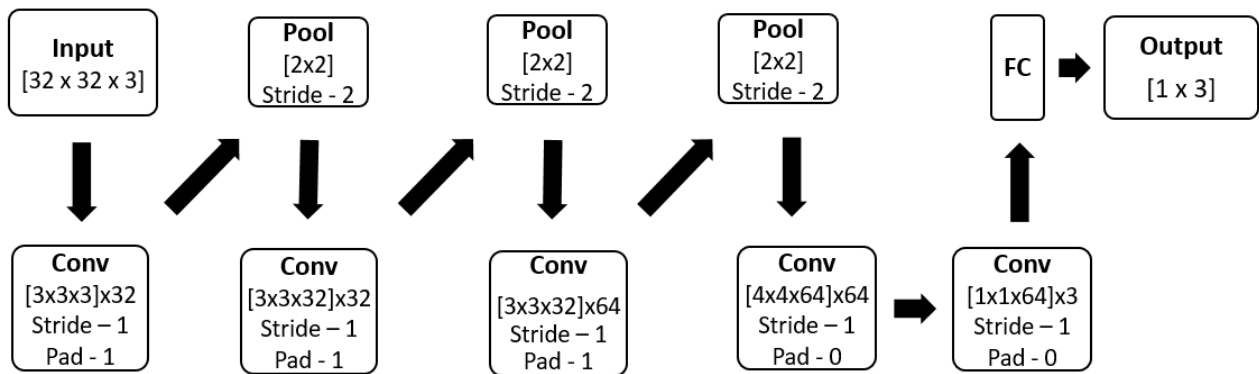 Input
[32 x 32 x 3]
Conv
[3x3x3]x32
Stride – 1
Pad - 1
Pool
[2x2]
Stride - 2
Conv
[3x3x32]x32
Stride – 1
Pad - 1
Pool
[2x2]
Stride - 2
Conv
[3x3x32]x64
Stride – 1
Pad - 1
Pool
[2x2]
Stride - 2
Conv
[4x4x64]x64
Stride – 1
Pad - 0
Conv
[1x1x64]x3
Stride – 1
Pad - 0
FC
Output
[1 x 3]